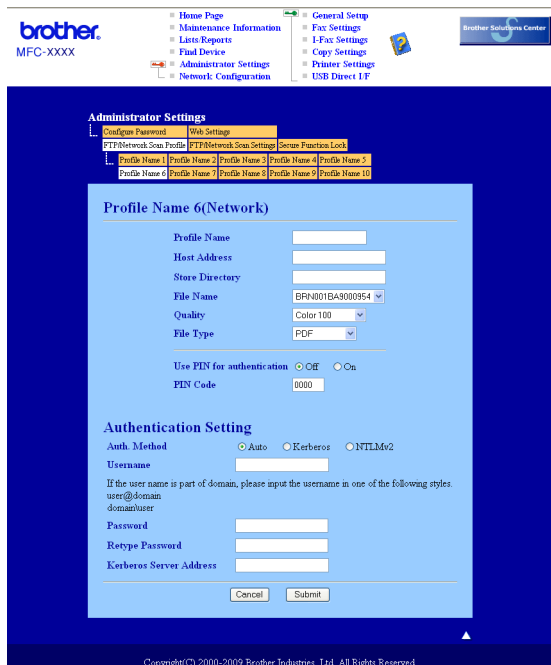 brother.
MFC-XXXX
Home Page
Maintenance Information
Lists/Reports
Find Device
Administrator Settings
Network Configuration
General Setup
Fax Settings
I-Fax Settings
Copy Settings
Printer Settings
USB Direct I/F
Brother Solutions Center
Administrator Settings
Configure Password Web Settings
FTP/Network Scan Profile FTP/Network Scan Settings Secure Function Lock
Profile Name 1 Profile Name 2 Profile Name 3 Profile Name 4 Profile Name 5
Profile Name 6 Profile Name 7 Profile Name 8 Profile Name 9 Profile Name 10
Profile Name 6(Network)
Profile Name
Host Address
Store Directory
File Name BRN001BA9000954
Quality Color 100
File Type PDF
Use PIN for authentication Off On
PIN Code 0000
Authentication Setting
Auth. Method Auto Kerberos NTLMv2
Username
If the user name is part of domain, please input the username in one of the following styles.
user@domain
domain\user
Password
Retype Password
Kerberos Server Address
Cancel Submit
Copyright(C) 2000-2009 Brother Industries, Ltd. All Rights Reserved.